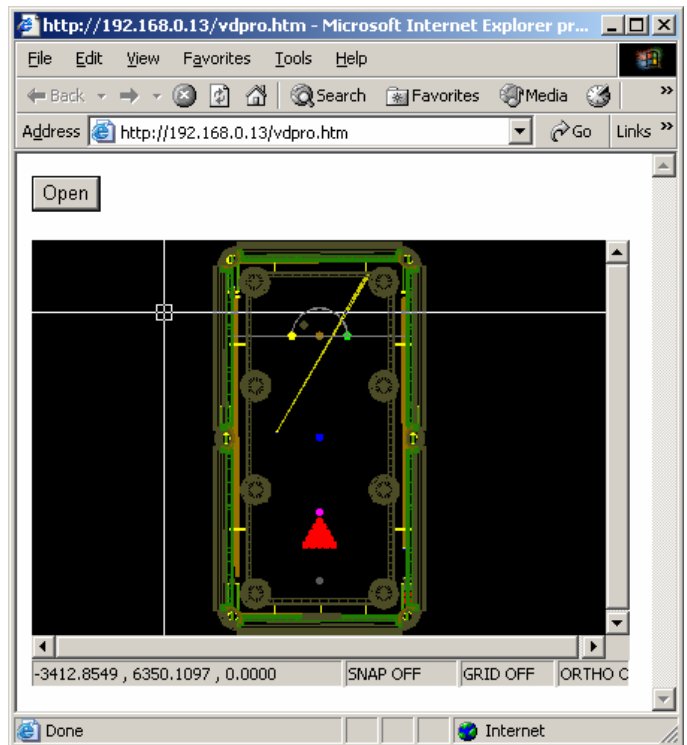 http://192.168.0.13/vdpro.htm - Microsoft Internet Explorer pr...
File Edit View Favorites Tools Help
Back Search Favorites Media »
Address http://192.168.0.13/vdpro.htm Go Links »
Open
-3412.8549 , 6350.1097 , 0.0000 SNAP OFF GRID OFF ORTHO O
Done Internet